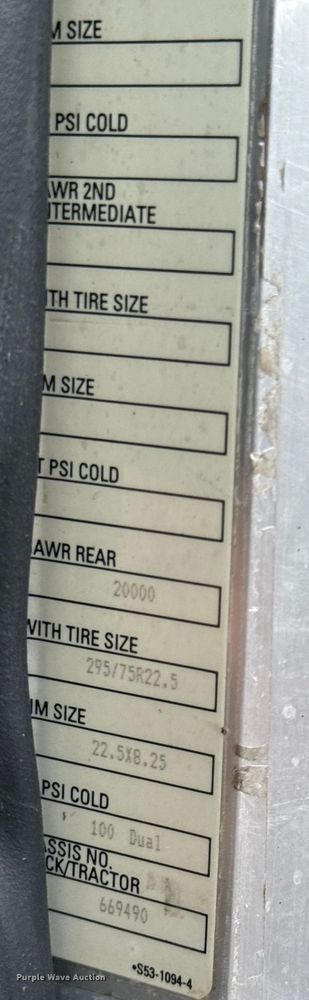 M SIZE
PSI COLD
AWR 2ND
NTERMEDIATE
ITH TIRE SIZE
M SIZE
T PSI COLD
AWR REAR
20000
WITH TIRE SIZE
295/75R22.5
IM SIZE
22.5X8.25
PSI COLD
100 Dual
ASSIS NO.
CK/TRACTOR
669490
•S53-1094-4
Purple Wave Auction